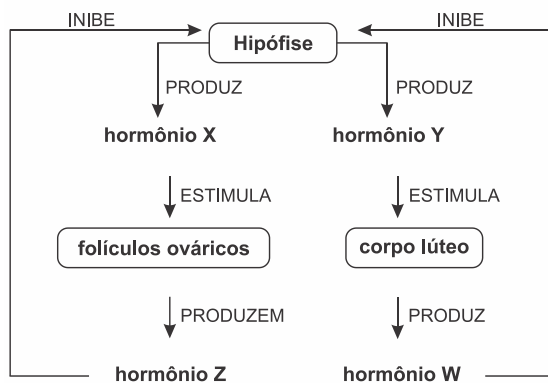 INIBE
INIBE
Hipófise
PRODUZ
PRODUZ
hormônio X
hormônio Y
ESTIMULA
ESTIMULA
folículos ováricos
corpo lúteo
PRODUZEM
PRODUZ
hormônio Z
hormônio W